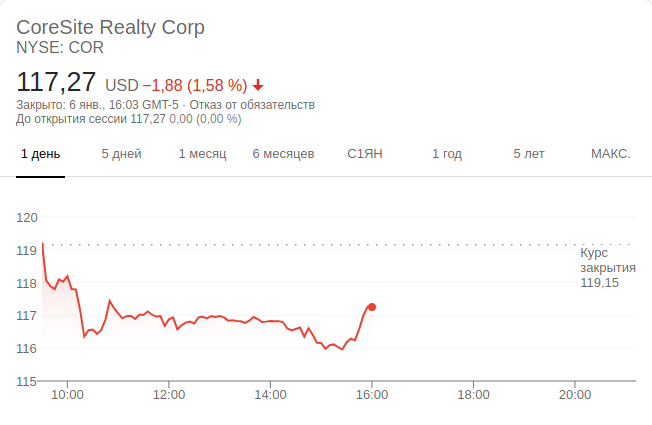 CoreSite Realty Corp
NYSE: COR
117,27 USD −1,88 (1,58 %)
Закрыто: 6 янв., 16:03 GMT-5 · Отказ от обязательств
До открытия сессии 117,27 0,00 (0,00 %)
1 день 5 дней 1 месяц 6 месяцев С1ЯН 1 год 5 лет МАКС.
120
119
Курс
закрытия
119,15
118
117
116
115
10:00 12:00 14:00 16:00 18:00 20:00